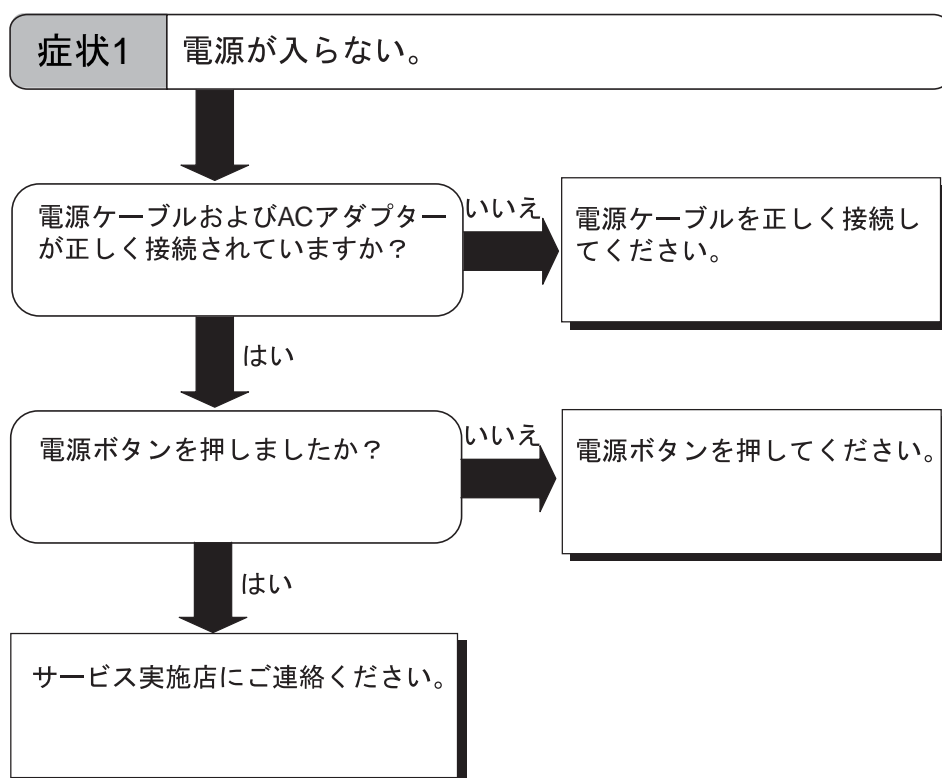 症状1 電源が入らない。
電源ケーブルおよびACアダプター
が正しく接続されていますか？
いいえ
電源ケーブルを正しく接続し
てください。
はい
電源ボタンを押しましたか？
いいえ
電源ボタンを押してください。
はい
サービス実施店にご連絡ください。